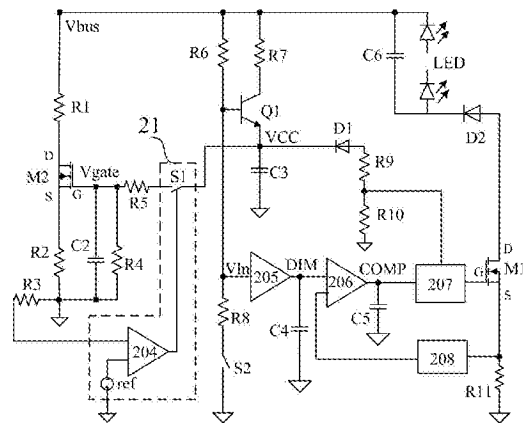 Vbus
R6
R7
C6
LED
R1
Q1
D2
21
VCC
D1
M2
D
Vgate
S1
S
G
R5
C3
R9
R10
R2
C2
R4
R3
Vin
205
DIM
206
COMP
207
D
G
M1
S
R8
C4
C5
204
ref
S2
208
R11